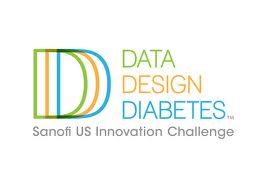 DATA
DESIGN
DIABETES™
Sanofi US Innovation Challenge